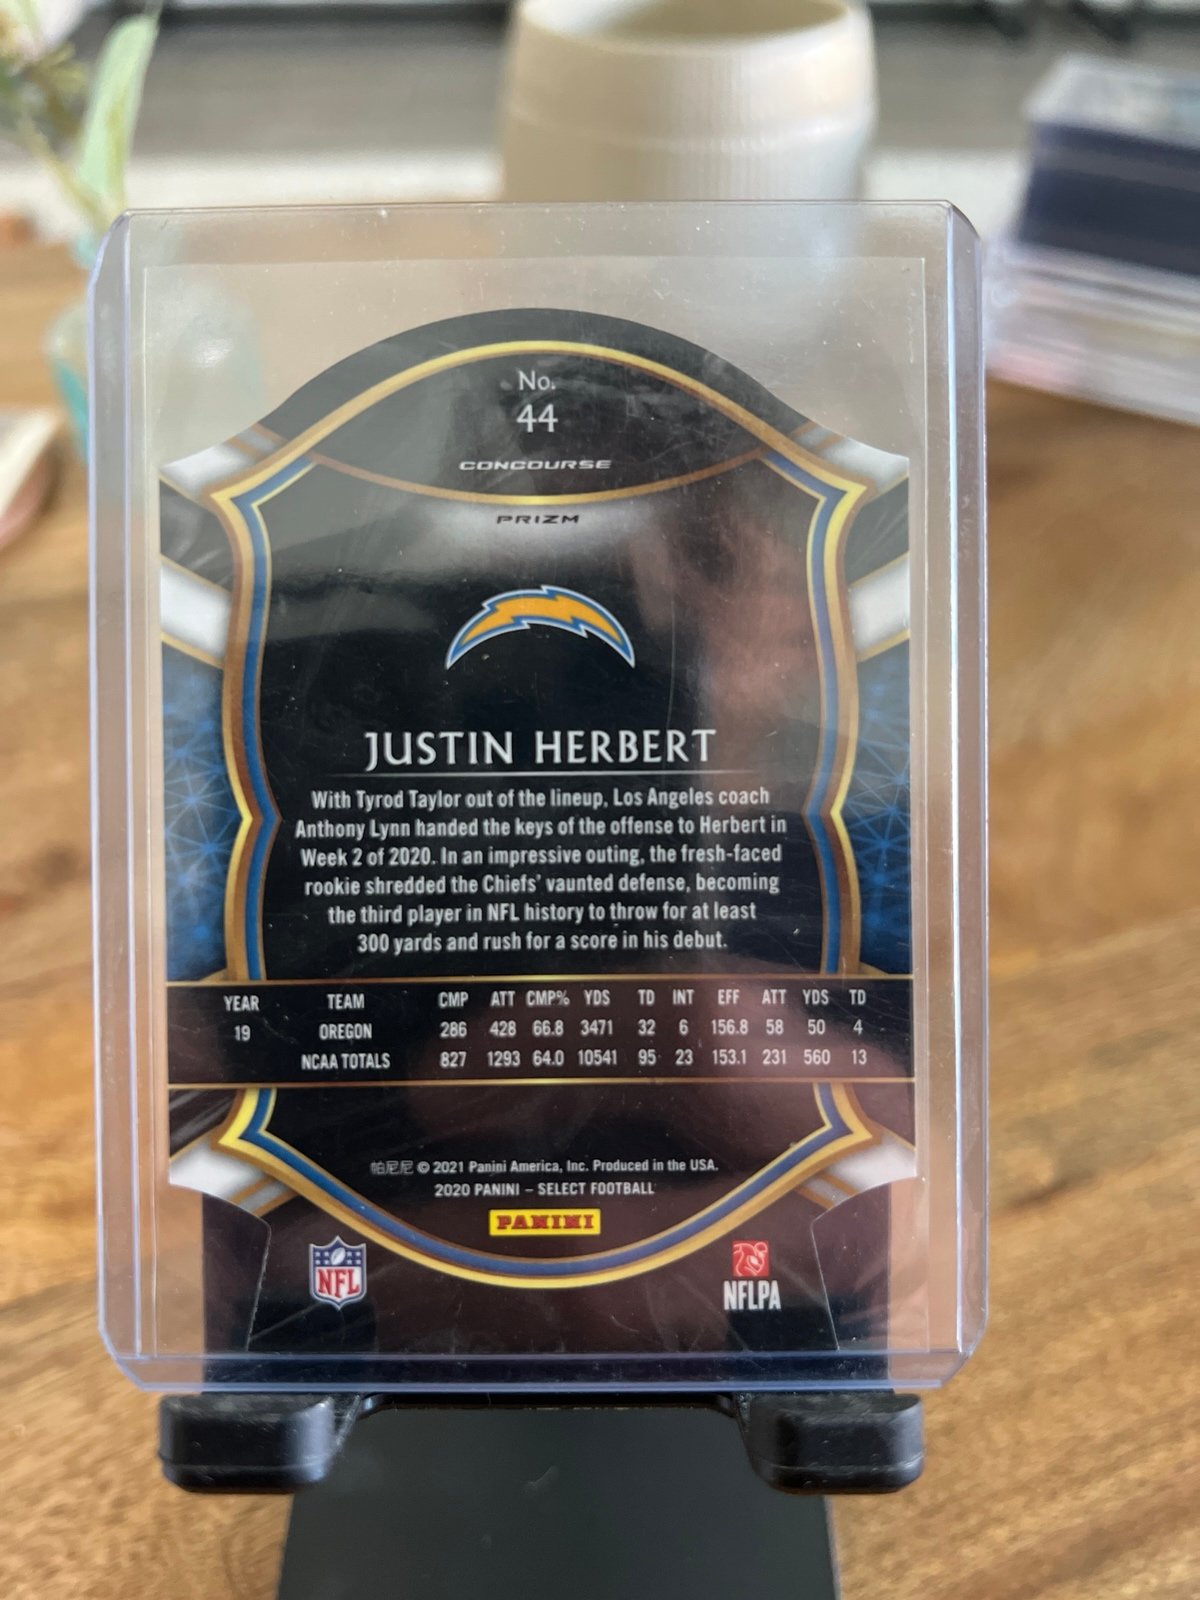 No.
44
CONCOURSE
PRIZM
JUSTIN HERBERT
With Tyrod Taylor out of the lineup, Los Angeles coach
Anthony Lynn handed the keys of the offense to Herbert in
Week 2 of 2020. In an impressive outing, the fresh-faced
rookie shredded the Chiefs' vaunted defense, becoming
the third player in NFL history to throw for at least
300 yards and rush for a score in his debut.
YEAR TEAM CMP ATT CMP% YDS TD INT EFF ATT YDS TD
19 OREGON 286 428 66.8 3471 32 6 156.8 58 50 4
NCAA TOTALS 827 1293 64.0 10541 95 23 153.1 231 560 13
帕尼尼 © 2021 Panini America, Inc. Produced in the USA.
2020 PANINI – SELECT FOOTBALL
PANINI
NFL
NFLPA